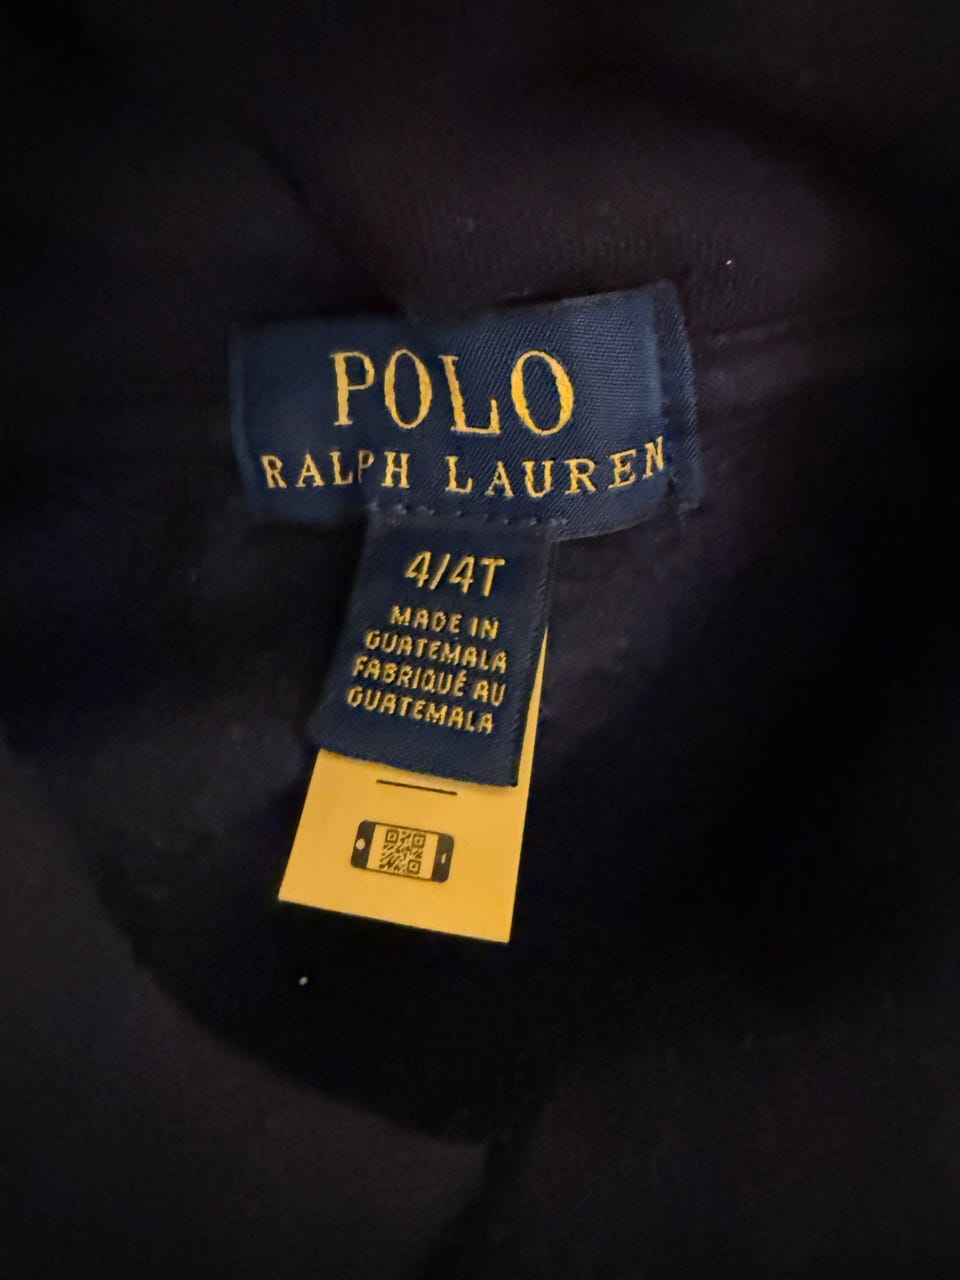 POLO
RALPH LAUREN
4/4T
MADE IN
GUATEMALA
FABRIQUÉ AU
GUATEMALA